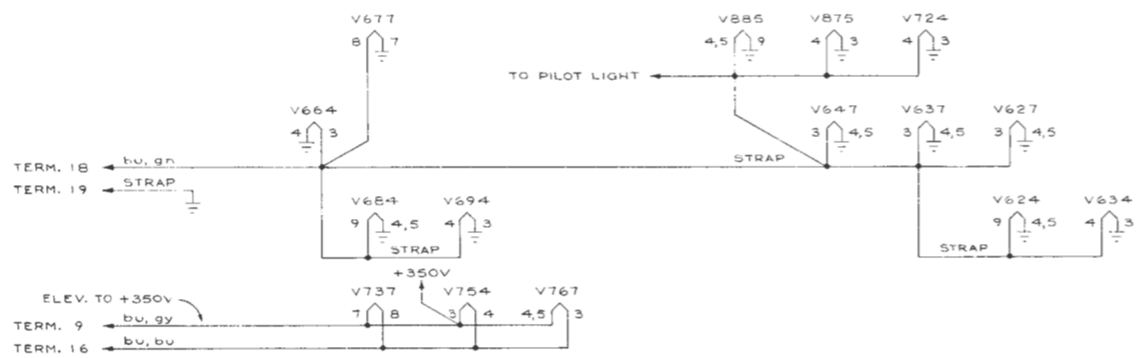 V677
V885 V875 V724
8 7 4,5 9 4 3 4 3
TO PILOT LIGHT
V664
V647 V637 V627
4 3
3 4,5 3 4,5 3 4,5
TERM. 18 bu, gn
STRAP
TERM. 19 STRAP
V684 V694
V624 V634
9 4,5 4 3
9 4,5 4 3
STRAP
STRAP
+350V
ELEV. TO +350V
V737 V754 V767
7 8 3 4 4,5 3
TERM. 9 bu, gy
TERM. 16 bu, bu